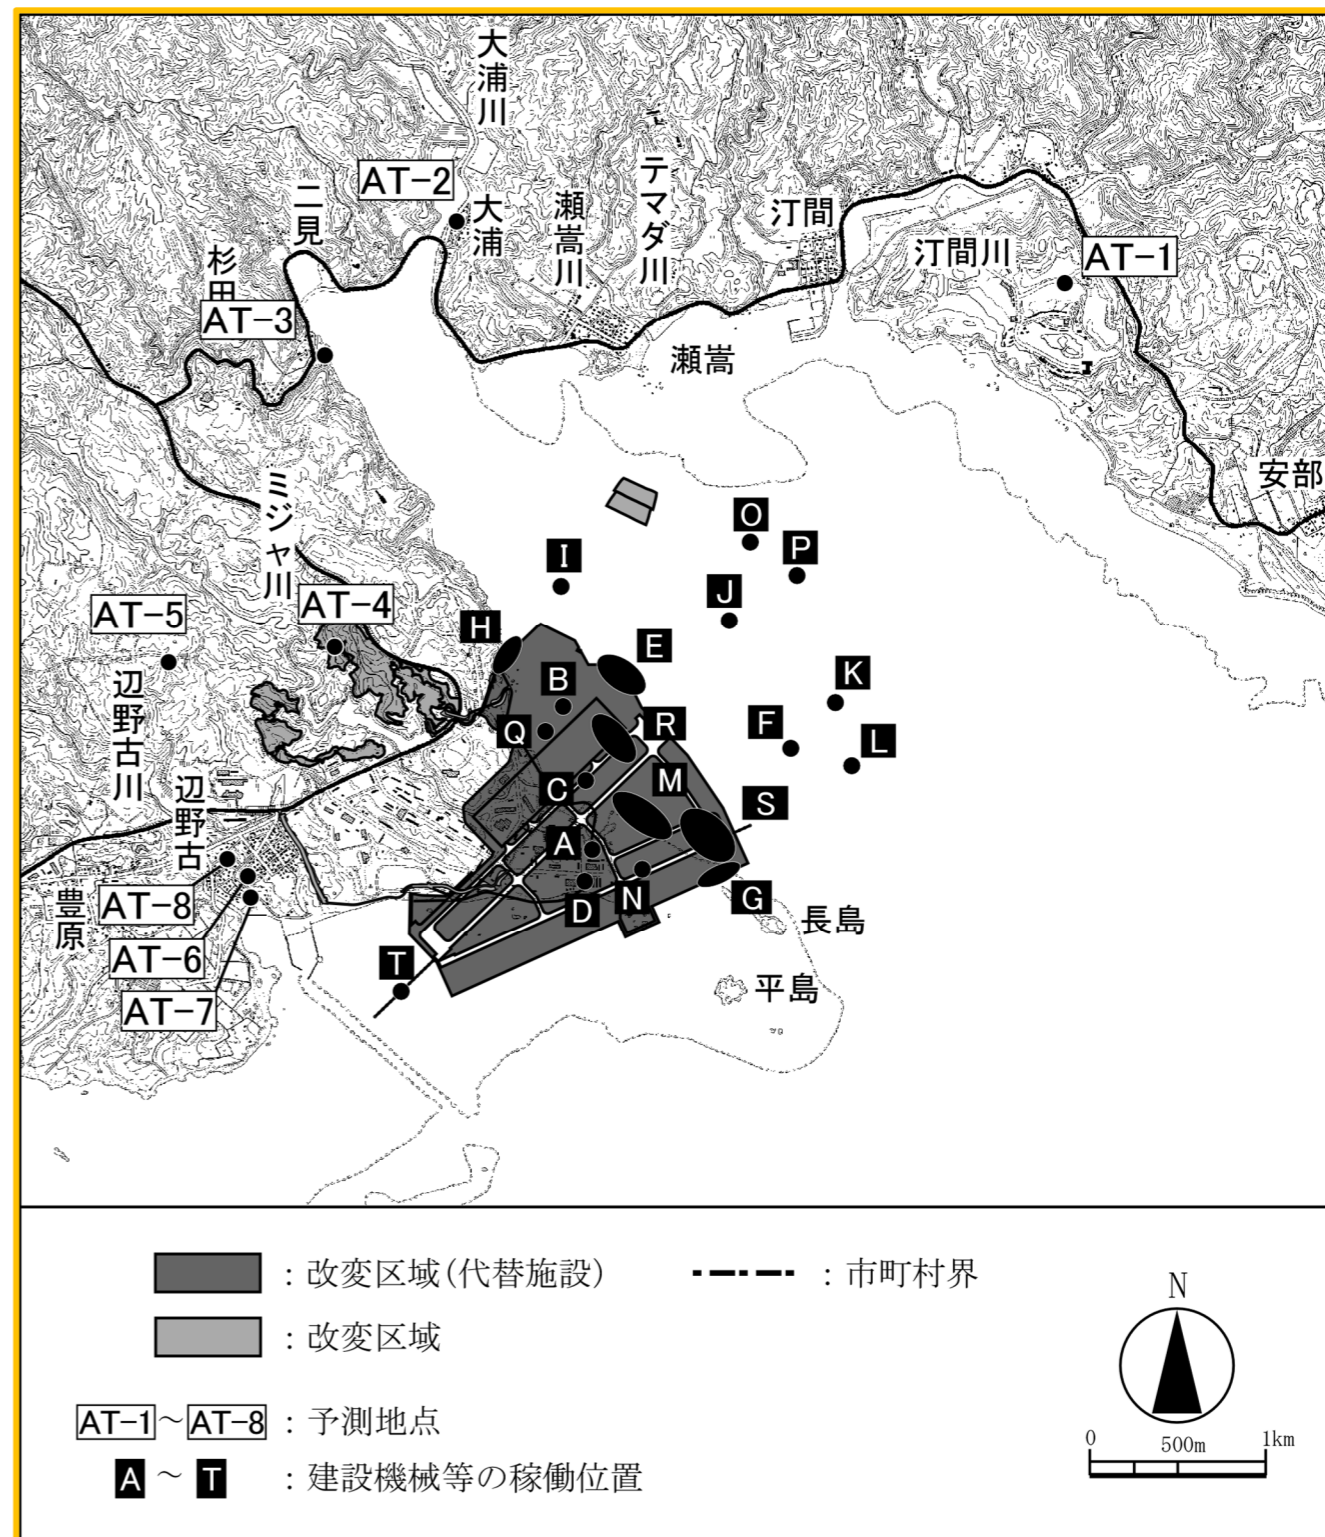 大浦川
AT-2
二見
大浦
杉田
AT-3
瀬嵩川
テマダ川
汀間
汀間川
AT-1
瀬嵩
安部
ミジャ川
O
P
I
J
AT-4
AT-5
H
E
B
K
辺野古川
Q
R
F
L
C
M
S
辺野古
A
AT-8
豊原
D
N
G
長島
AT-6
T
平島
AT-7
:改変区域(代替施設)
:市町村界
:改変区域
AT-1～AT-8:予測地点
A～T:建設機械等の稼働位置
N
0 500m 1km